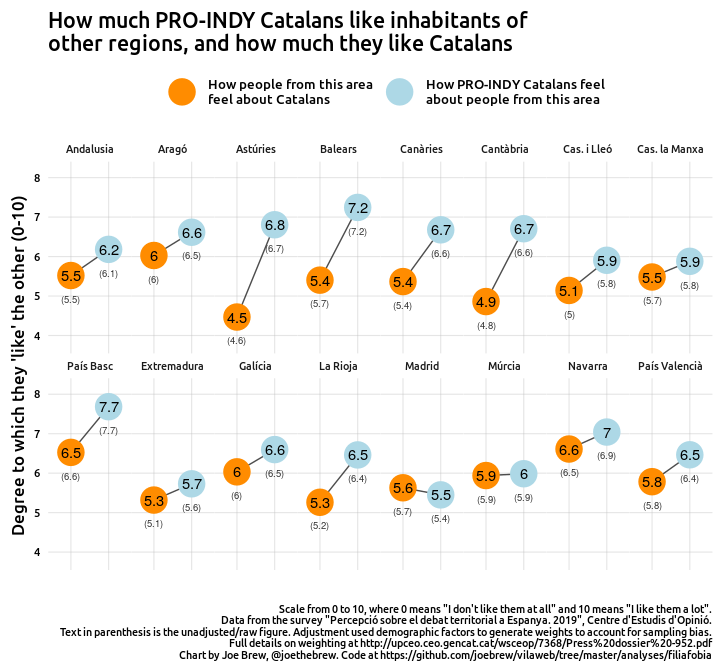 How much PRO-INDY Catalans like inhabitants of
other regions, and how much they like Catalans
How people from this area
feel about Catalans
How PRO-INDY Catalans feel
about people from this area
Degree to which they 'like' the other (0-10)
Andalusia Aragó Astúries Balears Canàries Cantàbria Cas. i Lleó Cas. la Manxa
8
7
6
5
4
5.5 6.2 6 6.6 4.5 6.8 5.4 7.2 5.4 6.7 4.9 6.7 5.1 5.9 5.5 5.9
(5.5) (6.1) (6) (6.5) (4.6) (6.7) (5.7) (7.2) (5.4) (6.6) (4.8) (6.6) (5) (5.8) (5.7) (5.8)
País Basc Extremadura Galícia La Rioja Madrid Múrcia Navarra País Valencià
8
7
6
5
4
6.5 7.7 5.3 5.7 6 6.6 5.3 6.5 5.6 5.5 5.9 6 6.6 7 5.8 6.5
(6.6) (7.7) (5.1) (5.6) (6) (6.5) (5.2) (6.4) (5.7) (5.4) (5.9) (5.9) (6.5) (6.9) (5.8) (6.4)
Scale from 0 to 10, where 0 means "I don't like them at all" and 10 means "I like them a lot".
Data from the survey "Percepció sobre el debat territorial a Espanya. 2019", Centre d'Estudis d'Opinió.
Text in parenthesis is the unadjusted/raw figure. Adjustment used demographic factors to generate weights to account for sampling bias.
Full details on weighting at http://upceo.ceo.gencat.cat/wsceop/7368/Press%20dossier%20-952.pdf
Chart by Joe Brew, @joethebrew. Code at https://github.com/joebrew/vilaweb/tree/master/analyses/filiafobia